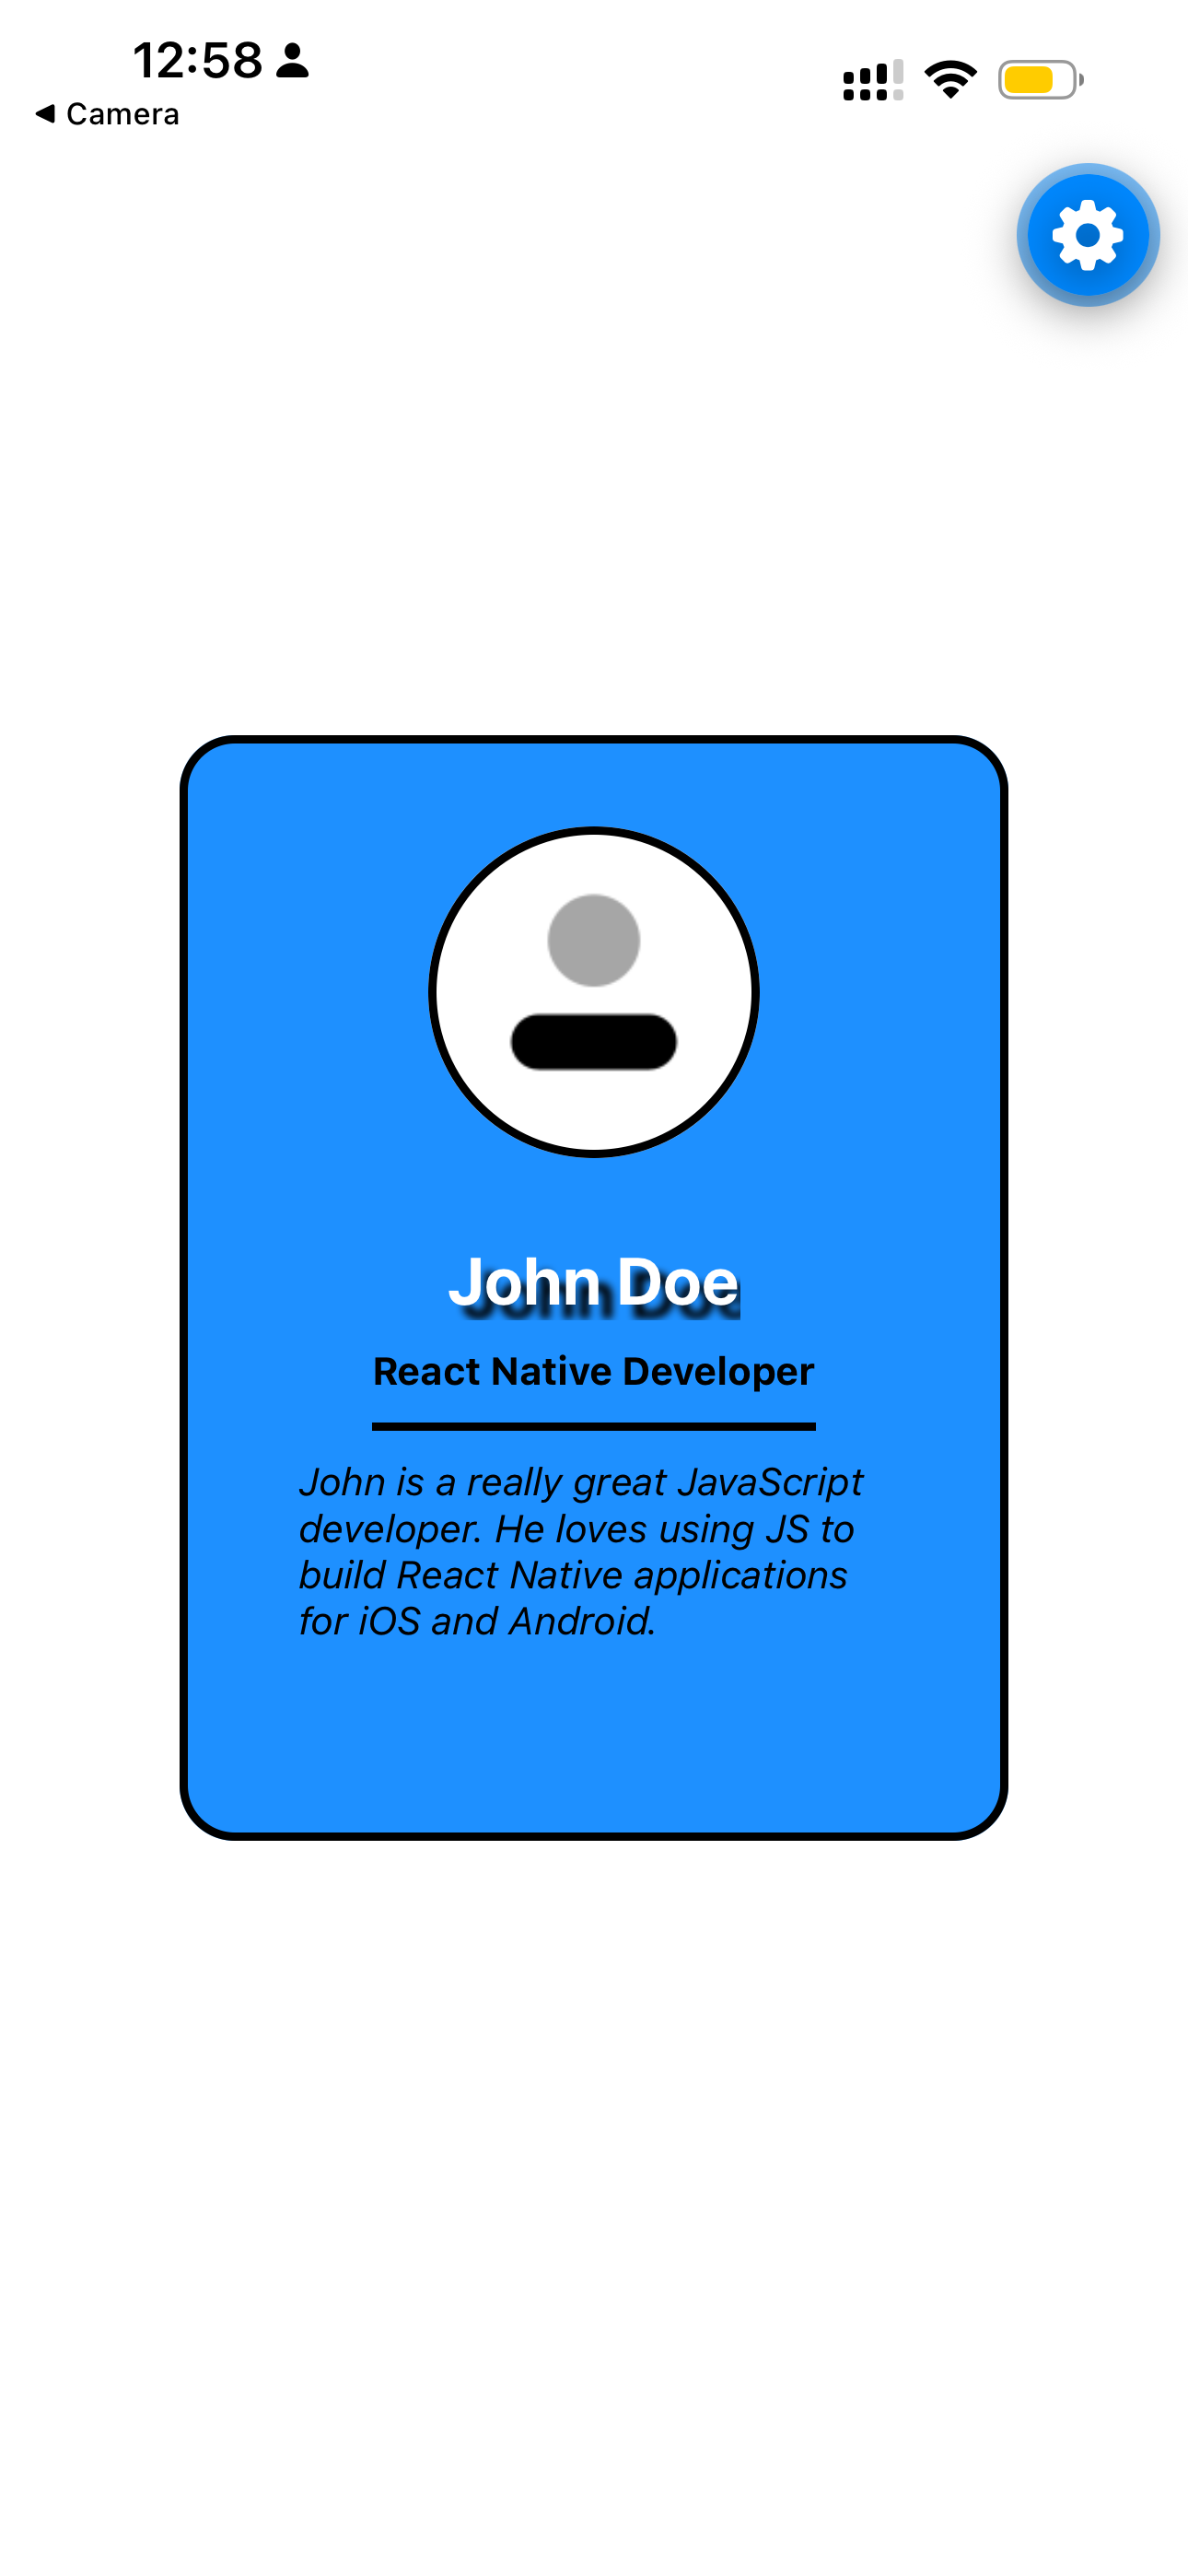 12:58
Camera
John Doe
React Native Developer
John is a really great JavaScript
developer. He loves using JS to
build React Native applications
for iOS and Android.